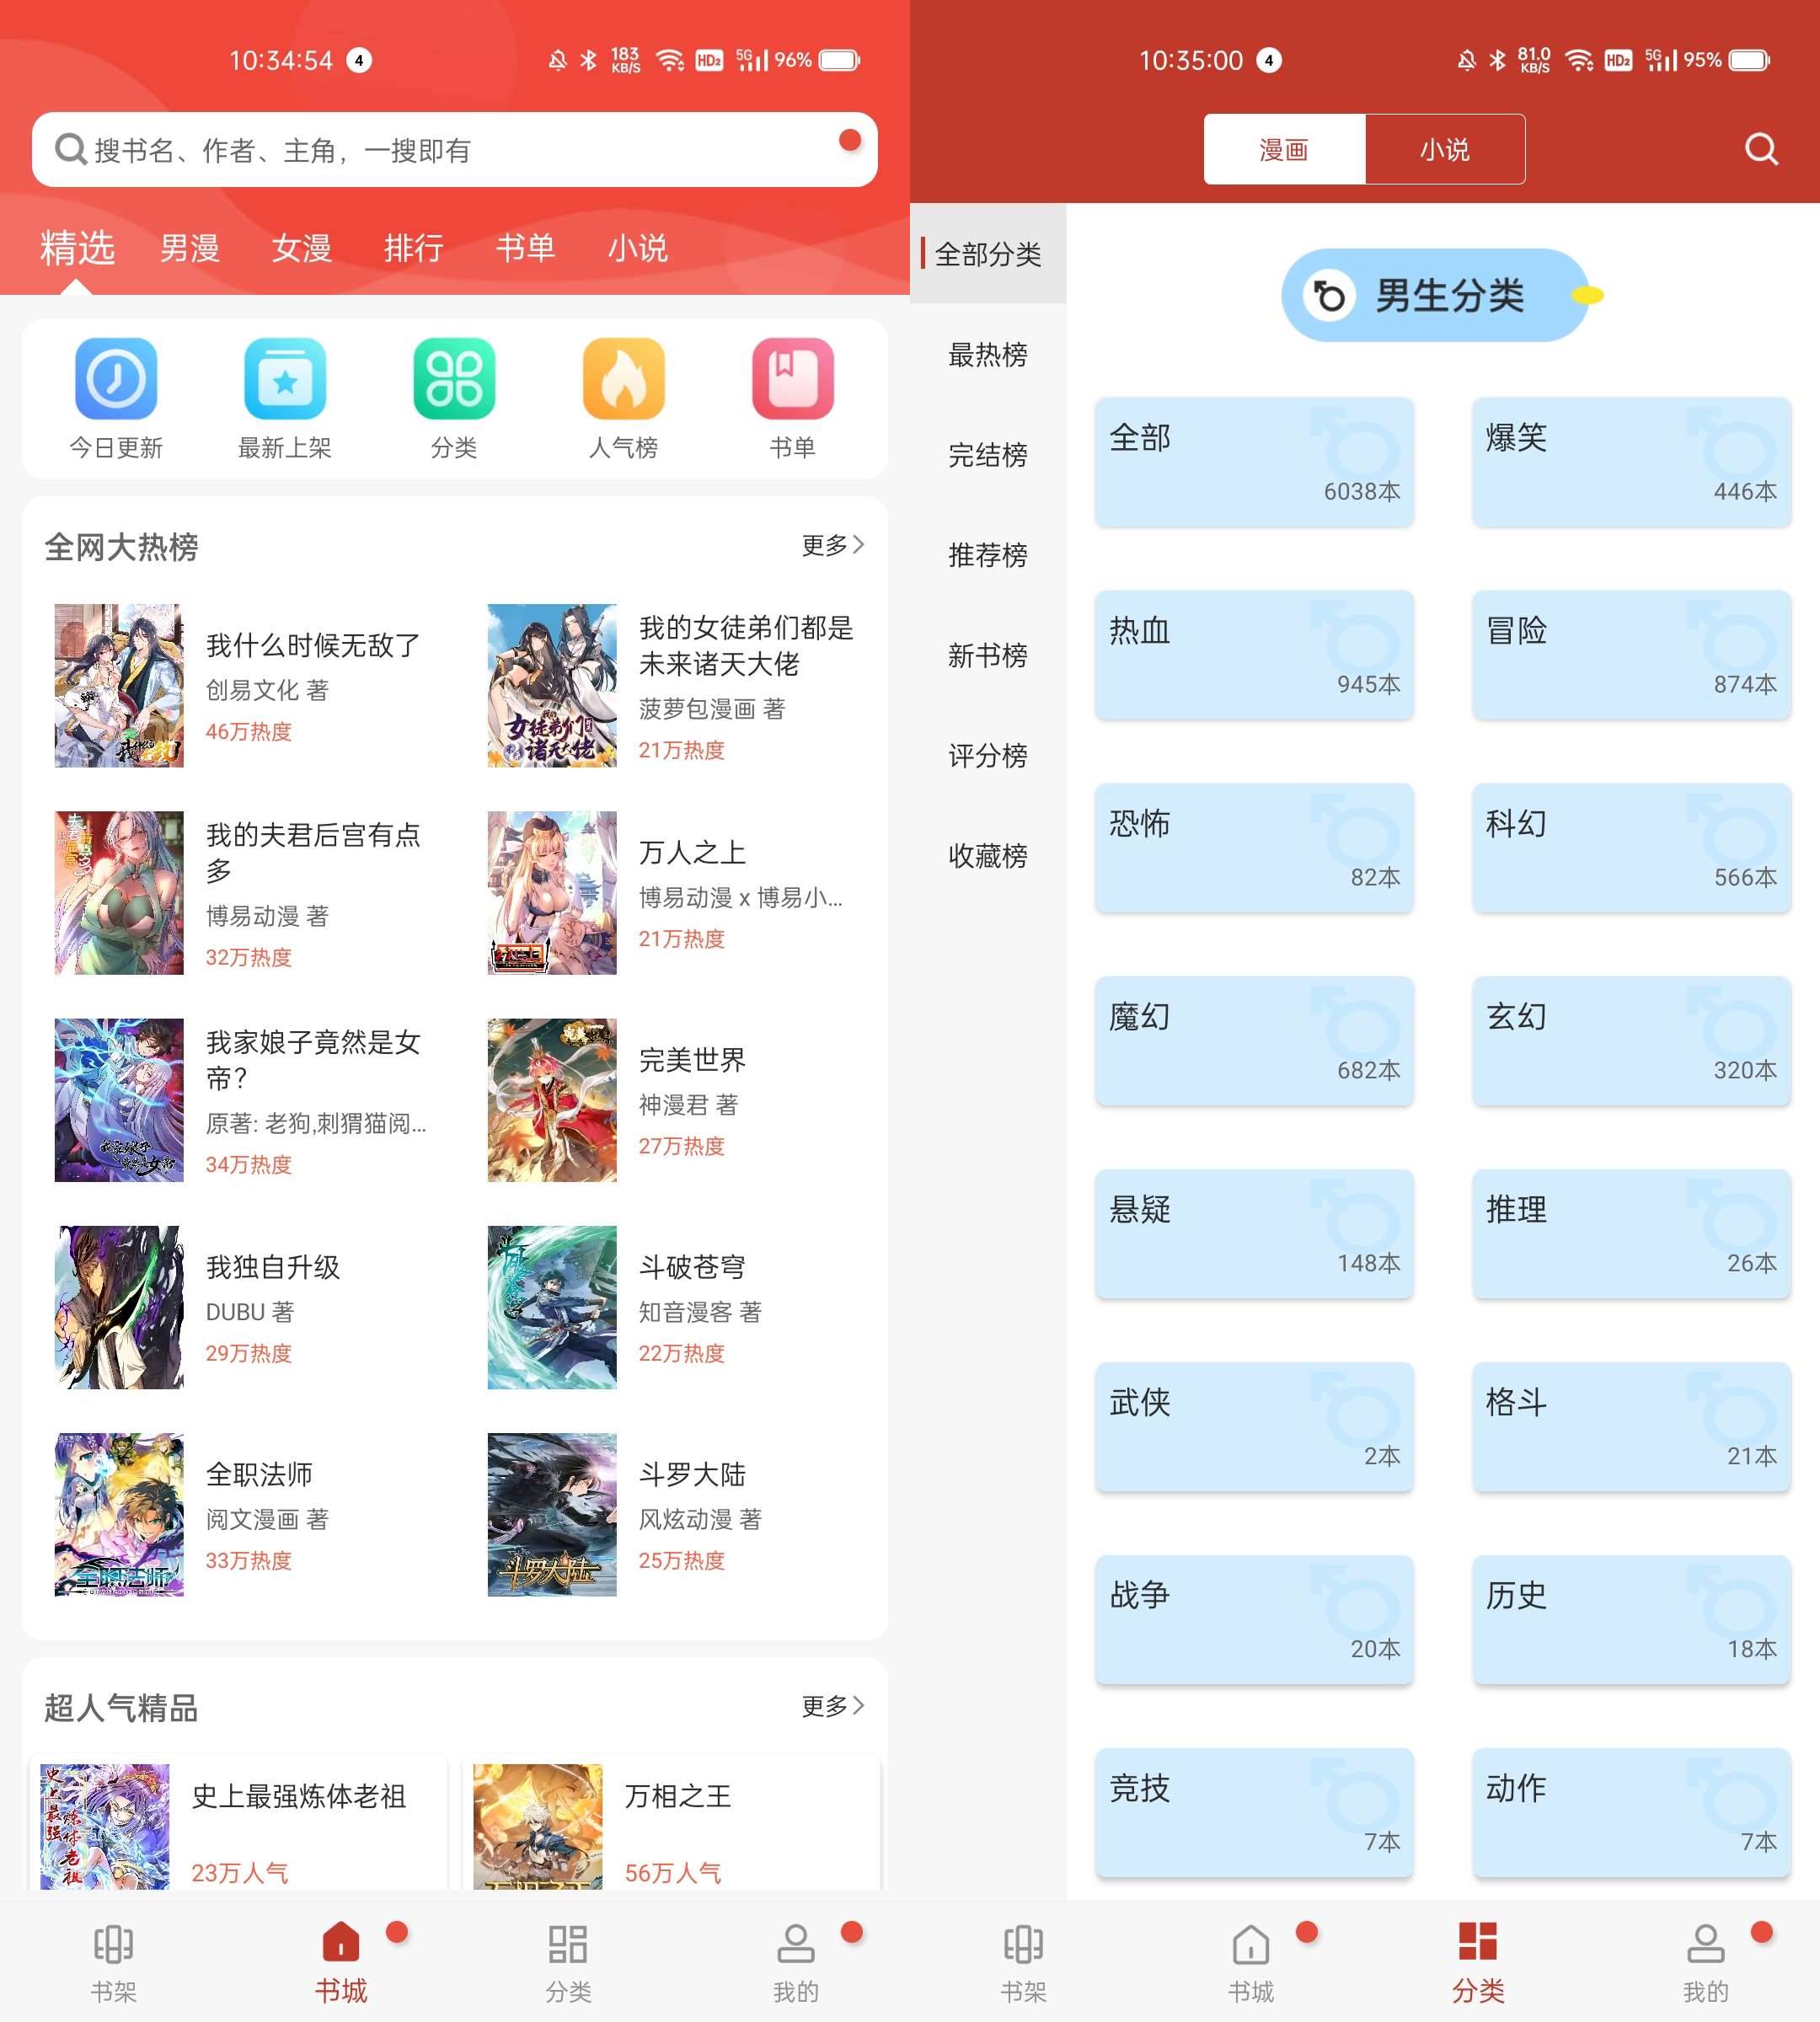 10:34:54 4 183 KB/S HD2 5G 96%
搜书名、作者、主角，一搜即有
精选 男漫 女漫 排行 书单 小说
今日更新 最新上架 分类 人气榜 书单
全网大热榜 更多
我什么时候无敌了
创易文化 著
46万热度
我的女徒弟们都是
未来诸天大佬
菠萝包漫画 著
21万热度
我的夫君后宫有点
多
博易动漫 著
32万热度
万人之上
博易动漫 x 博易小...
21万热度
我家娘子竟然是女
帝？
原著: 老狗,刺猬猫阅...
34万热度
完美世界
神漫君 著
27万热度
我独自升级
DUBU 著
29万热度
斗破苍穹
知音漫客 著
22万热度
全职法师
全职法师
阅文漫画 著
33万热度
斗罗大陆
斗罗大陆
风炫动漫 著
25万热度
超人气精品 更多
史上最强炼体老祖
史上最强炼体老祖
23万人气
万相之王
56万人气
书架 书城 分类 我的
10:35:00 4 81.0 KB/S HD2 5G 95%
漫画 小说
全部分类
最热榜
完结榜
推荐榜
新书榜
评分榜
收藏榜
男生分类
全部 6038本
爆笑 446本
热血 945本
冒险 874本
恐怖 82本
科幻 566本
魔幻 682本
玄幻 320本
悬疑 148本
推理 26本
武侠 2本
格斗 21本
战争 20本
历史 18本
竞技 7本
动作 7本
书架 书城 分类 我的